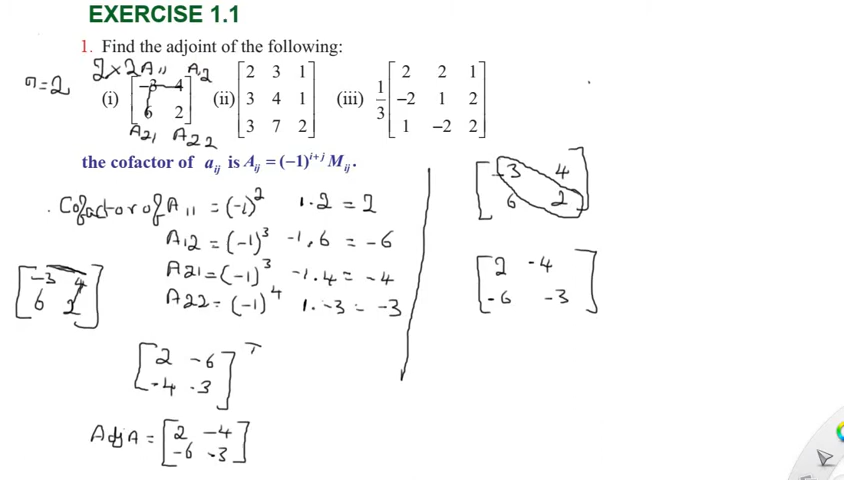 EXERCISE 1.1
1. Find the adjoint of the following:
n=2 2×2 A11 A12
(i) [-3 4; 6 2] (ii) [2 3 1; 3 4 1; 3 7 2] (iii) 1/3 [2 2 1; -2 1 2; 1 -2 2]
A21 A22
the cofactor of a_ij is A_ij = (–1)^{i+j} M_ij.
Cofactor of A11 = (-1)^2 1.2 = 2
A12 = (-1)^3 -1.6 = -6
A21 = (-1)^3 -1.4 = -4
A22 = (-1)^4 1.-3 = -3
[-3 4; 6 2]
[2 -6; -4 -3]^T
Adj A = [2 -4; -6 -3]
[-3 4; 6 2]
[2 -4; -6 -3]